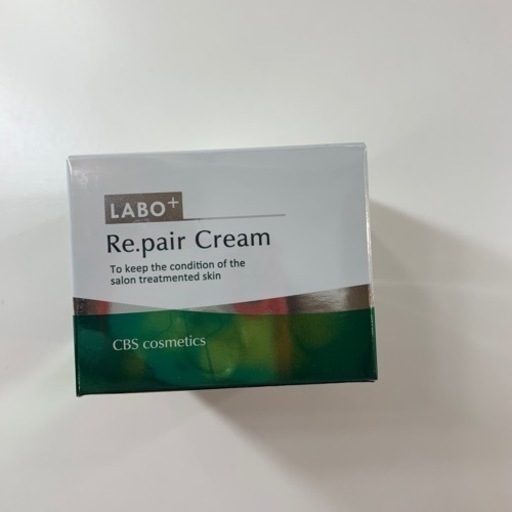 LABO+
Re.pair Cream
To keep the condition of the
salon treatmented skin
CBS cosmetics